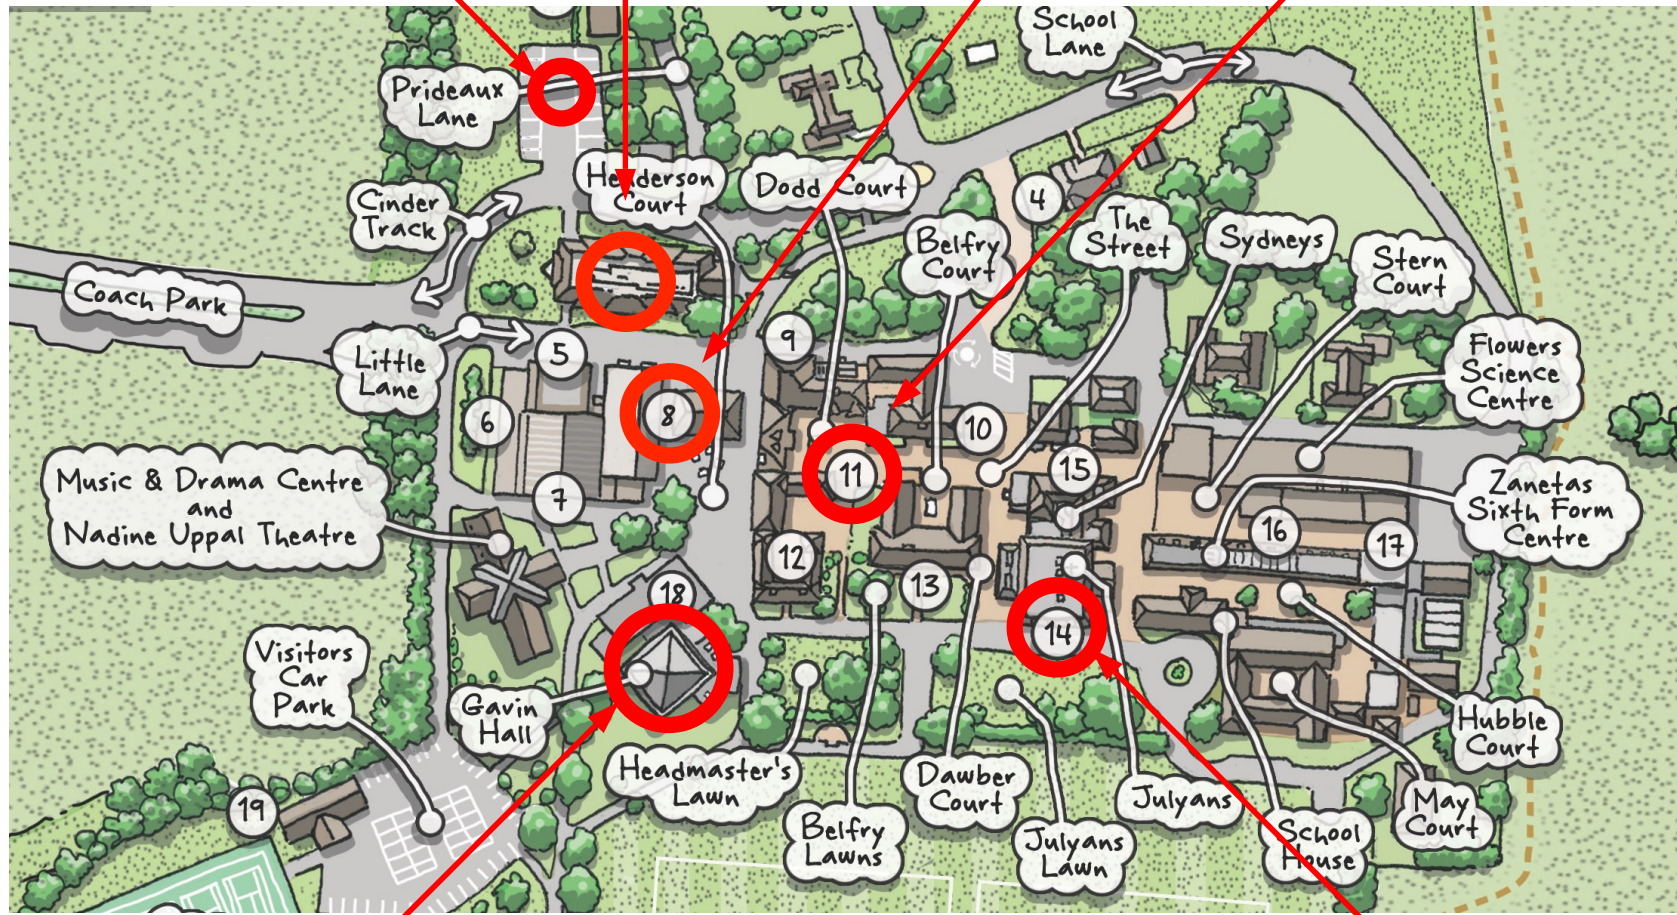 School
Lane
Prideaux
Lane
Henderson
Court
Dodd Court
Cinder
Track
4
The
Street
Belfry
Court
Sydneys
Stern
Court
Coach Park
Little
Lane
5
9
Flowers
Science
Centre
6
8
10
11
15
Music & Drama Centre
and
Nadine Uppal Theatre
7
Zanetas
Sixth Form
Centre
16
17
12
13
18
14
Visitors
Car
Park
Gavin
Hall
Headmaster's
Lawn
Dawber
Court
Julyans
Hubble
Court
May
Court
19
Belfry
Lawns
Julyans
Lawn
School
House